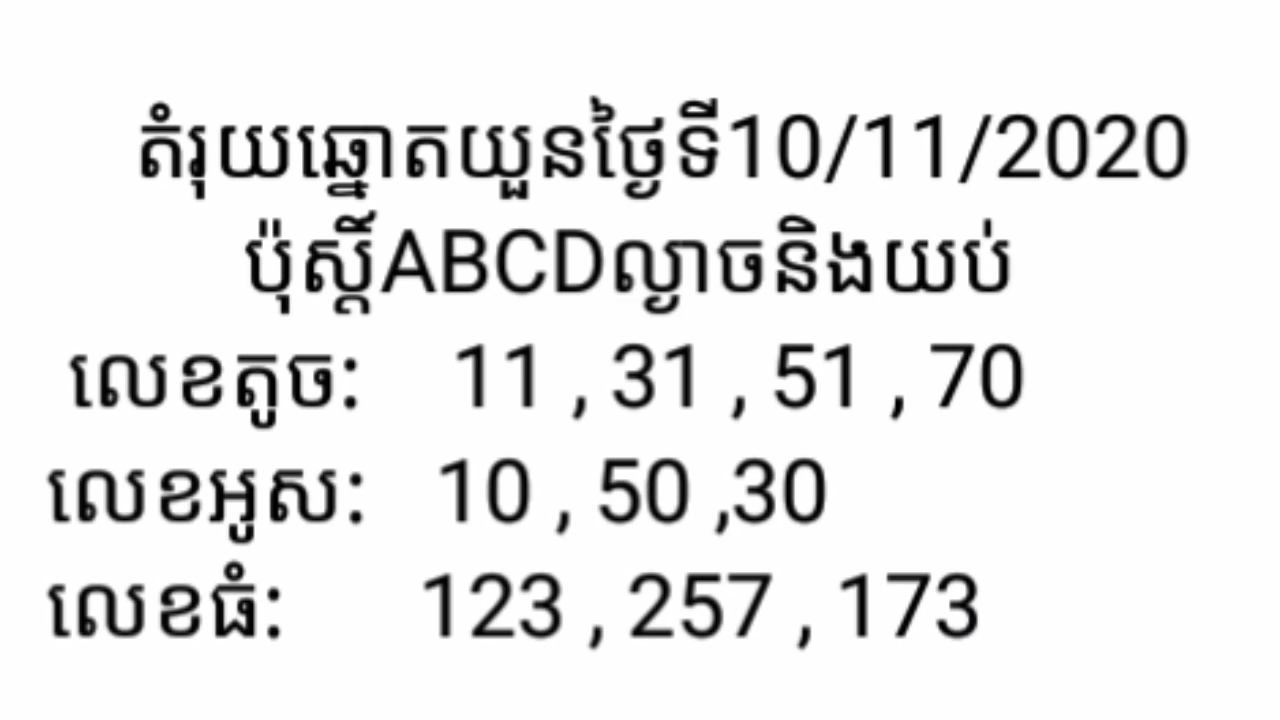 តំរុយឆ្នោតយួនថ្ងៃទី10/11/2020
ប៉ុស្តិ៍ABCDល្ងាចនិងយប់
លេខតូច: 11 , 31 , 51 , 70
លេខអូស: 10 , 50 ,30
លេខធំ: 123 , 257 , 173